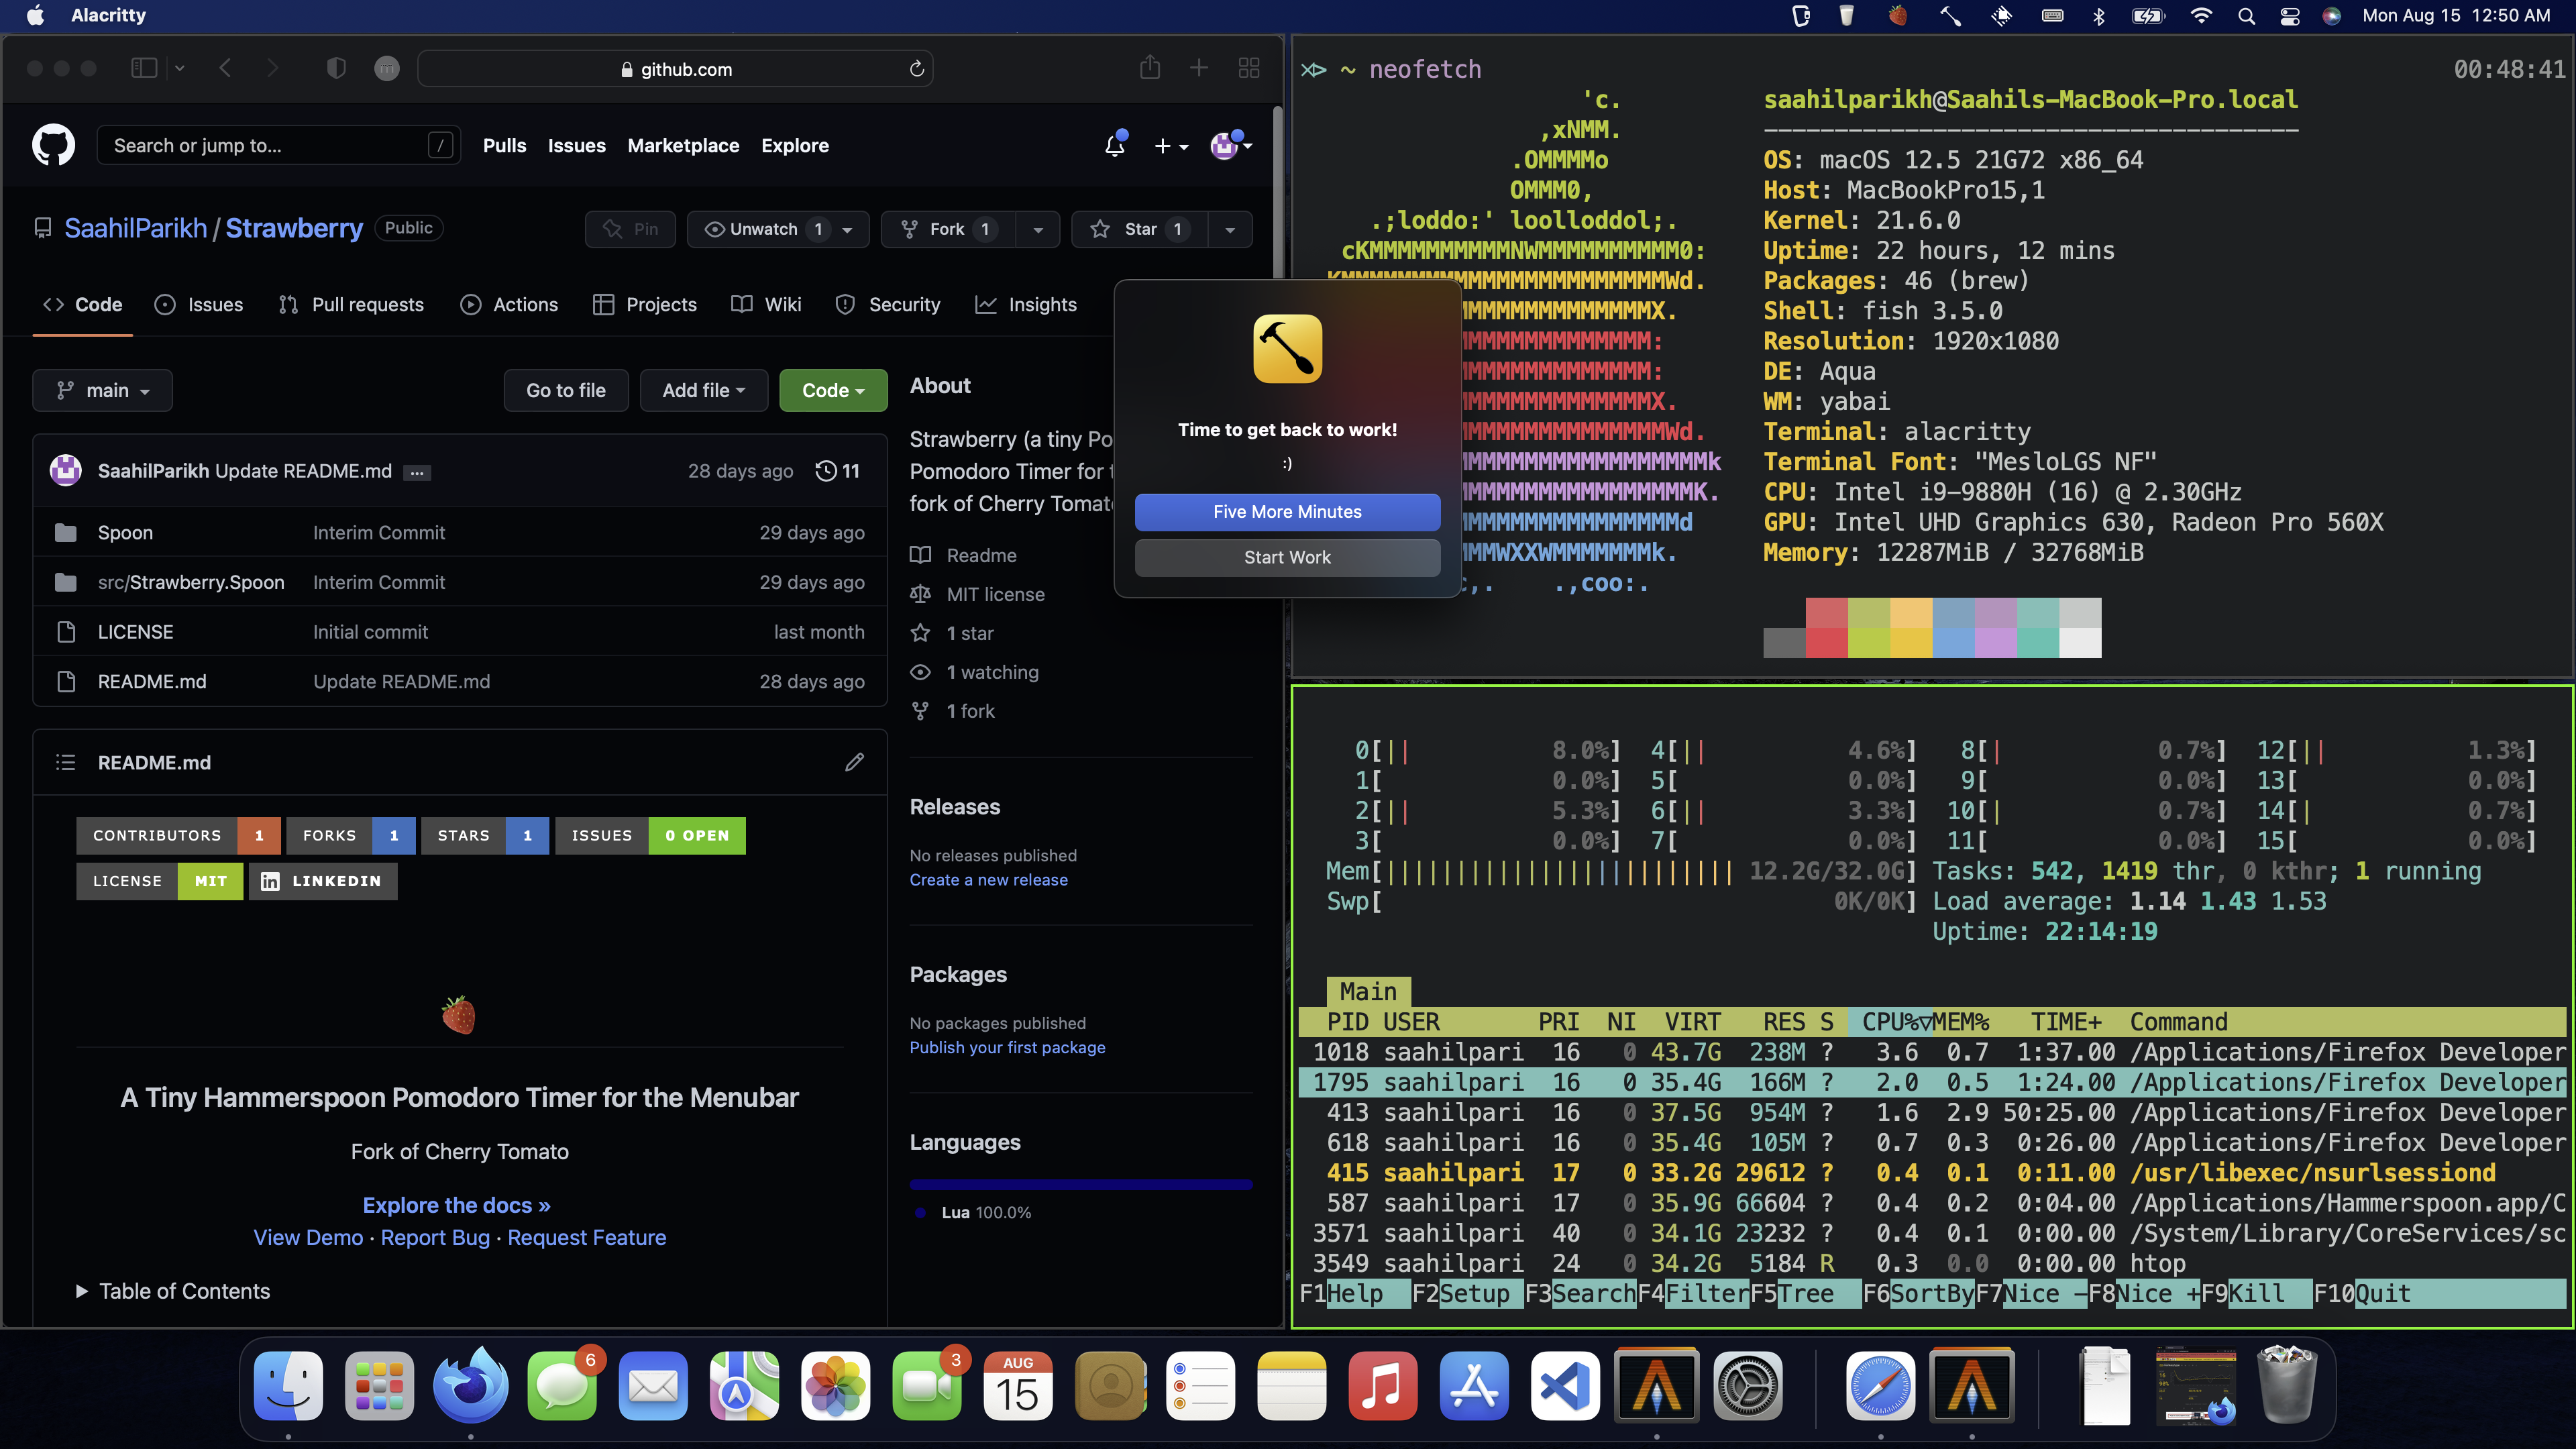 Alacritty
Mon Aug 15 12:50 AM
github.com
Search or jump to...
/
Pulls
Issues
Marketplace
Explore
SaahilParikh / Strawberry
Public
Pin
Unwatch 1
Fork 1
Star 1
Code
Issues
Pull requests
Actions
Projects
Wiki
Security
Insights
main
Go to file
Add file
Code
SaahilParikh Update README.md ...
28 days ago
11
Spoon Interim Commit 29 days ago
src/Strawberry.Spoon Interim Commit 29 days ago
LICENSE Initial commit last month
README.md Update README.md 28 days ago
README.md
CONTRIBUTORS 1
FORKS 1
STARS 1
ISSUES 0 OPEN
LICENSE MIT
LINKEDIN
A Tiny Hammerspoon Pomodoro Timer for the Menubar
Fork of Cherry Tomato
Explore the docs »
View Demo · Report Bug · Request Feature
Table of Contents
About
Strawberry (a tiny
Pomodoro Timer for
fork of Cherry
Readme
MIT license
1 star
1 watching
1 fork
Releases
No releases published
Create a new release
Packages
No packages published
Publish your first package
Languages
Lua 100.0%
Time to get back to work!
:)
Five More Minutes
Start Work
~ neofetch
00:48:41
'c.
,xNMM.
.OMMMMo
OMMM0,
.;loddo:' loolloddol;.
cKMMMMMMMMMMNWMMMMMMMMMM0:
saahilparikh@Saahils-MacBook-Pro.local
--------------------------------------
OS: macOS 12.5 21G72 x86_64
Host: MacBookPro15,1
Kernel: 21.6.0
Uptime: 22 hours, 12 mins
Packages: 46 (brew)
Shell: fish 3.5.0
Resolution: 1920x1080
DE: Aqua
WM: yabai
Terminal: alacritty
Terminal Font: "MesloLGS NF"
CPU: Intel i9-9880H (16) @ 2.30GHz
GPU: Intel UHD Graphics 630, Radeon Pro 560X
Memory: 12287MiB / 32768MiB
0[|| 8.0%] 4[|| 4.6%] 8[| 0.7%] 12[|| 1.3%]
1[ 0.0%] 5[ 0.0%] 9[ 0.0%] 13[ 0.0%]
2[|| 5.3%] 6[|| 3.3%] 10[| 0.7%] 14[| 0.7%]
3[ 0.0%] 7[ 0.0%] 11[ 0.0%] 15[ 0.0%]
Mem[||||||||||||||||||||||||| 12.2G/32.0G] Tasks: 542, 1419 thr, 0 kthr; 1 running
Swp[ 0K/0K] Load average: 1.14 1.43 1.53
Uptime: 22:14:19
Main
PID USER PRI NI VIRT RES S CPU%▽MEM% TIME+ Command
1018 saahilpari 16 0 43.7G 238M ? 3.6 0.7 1:37.00 /Applications/Firefox Developer
1795 saahilpari 16 0 35.4G 166M ? 2.0 0.5 1:24.00 /Applications/Firefox Developer
413 saahilpari 16 0 37.5G 954M ? 1.6 2.9 50:25.00 /Applications/Firefox Developer
618 saahilpari 16 0 35.4G 105M ? 0.7 0.3 0:26.00 /Applications/Firefox Developer
415 saahilpari 17 0 33.2G 29612 ? 0.4 0.1 0:11.00 /usr/libexec/nsurlsessiond
587 saahilpari 17 0 35.9G 66604 ? 0.4 0.2 0:04.00 /Applications/Hammerspoon.app/C
3571 saahilpari 40 0 34.1G 23232 ? 0.4 0.1 0:00.00 /System/Library/CoreServices/sc
3549 saahilpari 24 0 34.2G 5184 R 0.3 0.0 0:00.00 htop
F1Help F2Setup F3SearchF4FilterF5Tree F6SortByF7Nice -F8Nice +F9Kill F10Quit
6
3
AUG
15